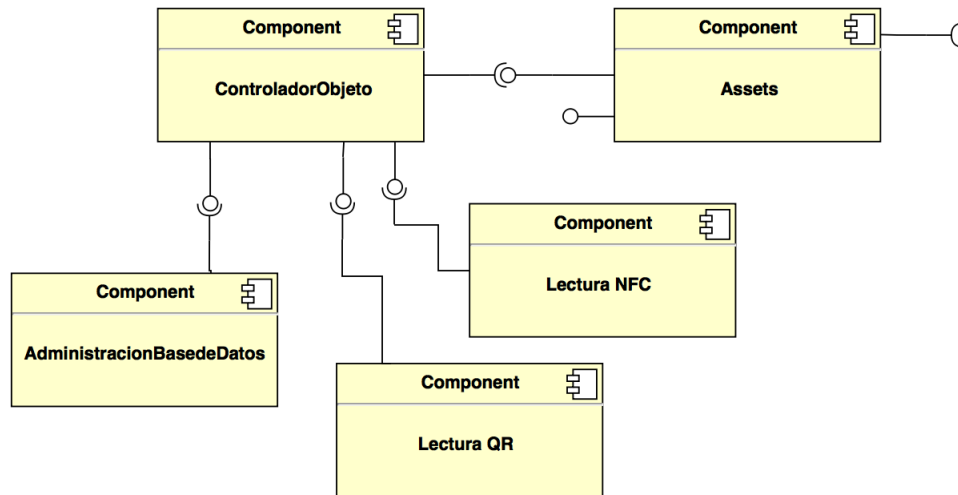 Component
ControladorObjeto
Component
Assets
Component
Lectura NFC
Component
AdministracionBasedeDatos
Component
Lectura QR